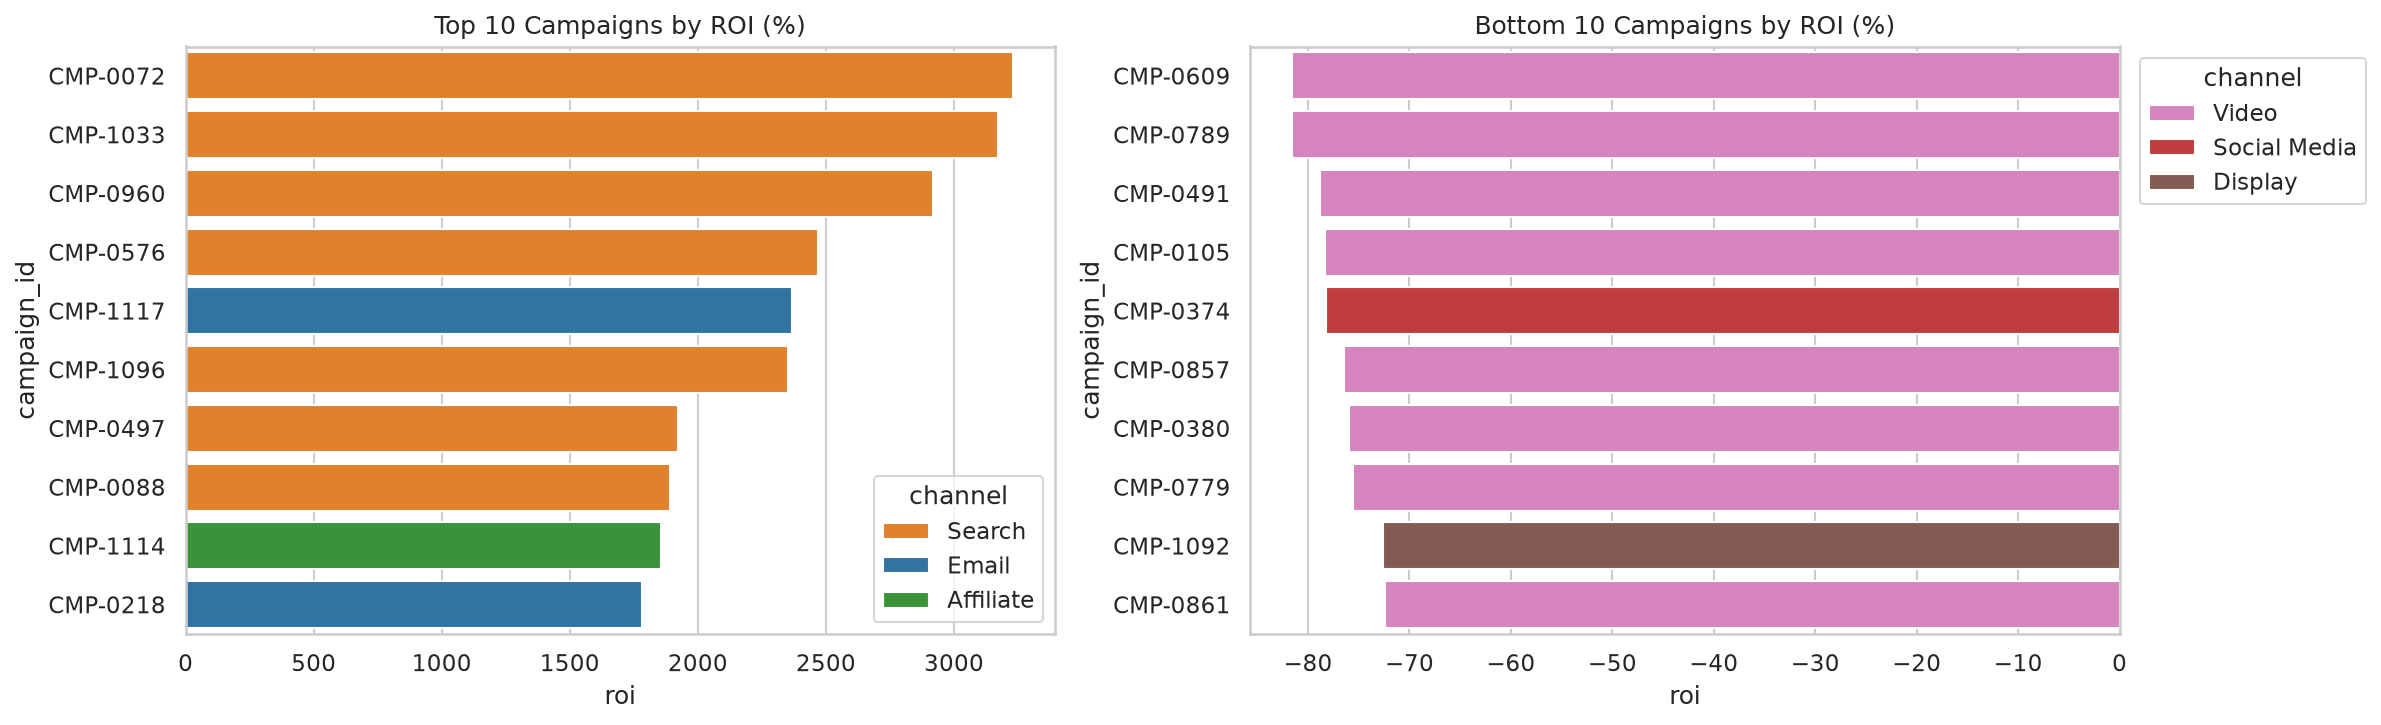 Top 10 Campaigns by ROI (%)
campaign_id
CMP-0072
CMP-1033
CMP-0960
CMP-0576
CMP-1117
CMP-1096
CMP-0497
CMP-0088
CMP-1114
CMP-0218
channel
Search
Email
Affiliate
0 500 1000 1500 2000 2500 3000
roi
Bottom 10 Campaigns by ROI (%)
campaign_id
CMP-0609
CMP-0789
CMP-0491
CMP-0105
CMP-0374
CMP-0857
CMP-0380
CMP-0779
CMP-1092
CMP-0861
−80 −70 −60 −50 −40 −30 −20 −10 0
roi
channel
Video
Social Media
Display